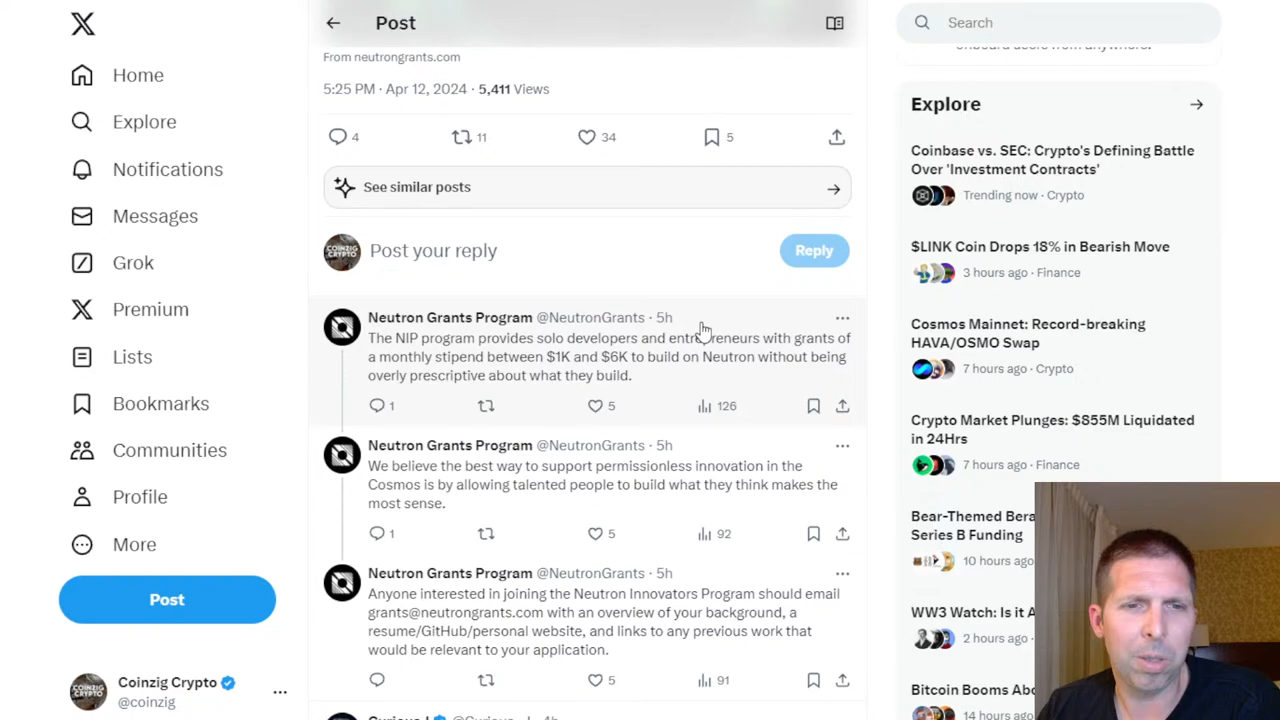 Post
Search
From neutrongrants.com
5:25 PM · Apr 12, 2024 · 5,411 Views
4
11
34
5
See similar posts
COINZIG
CRYPTO
Post your reply
Reply
Neutron Grants Program @NeutronGrants · 5h
The NIP program provides solo developers and entrepreneurs with grants of
a monthly stipend between $1K and $6K to build on Neutron without being
overly prescriptive about what they build.
1
5
126
Neutron Grants Program @NeutronGrants · 5h
We believe the best way to support permissionless innovation in the
Cosmos is by allowing talented people to build what they think makes the
most sense.
1
5
92
Neutron Grants Program @NeutronGrants · 5h
Anyone interested in joining the Neutron Innovators Program should email
grants@neutrongrants.com with an overview of your background, a
resume/GitHub/personal website, and links to any previous work that
would be relevant to your application.
5
91
Home
Explore
Notifications
Messages
Grok
Premium
Lists
Bookmarks
Communities
Profile
More
Post
COINZIG
CRYPTO
Coinzig Crypto
@coinzig
Explore
Coinbase vs. SEC: Crypto's Defining Battle
Over 'Investment Contracts'
Trending now · Crypto
$LINK Coin Drops 18% in Bearish Move
3 hours ago · Finance
Cosmos Mainnet: Record-breaking
HAVA/OSMO Swap
7 hours ago · Crypto
Crypto Market Plunges: $855M Liquidated
in 24Hrs
7 hours ago · Finance
Bear-Themed Bera
Series B Funding
10 hours ago
WW3 Watch: Is it A
2 hours ago
Bitcoin Booms Abo
14 hours ago